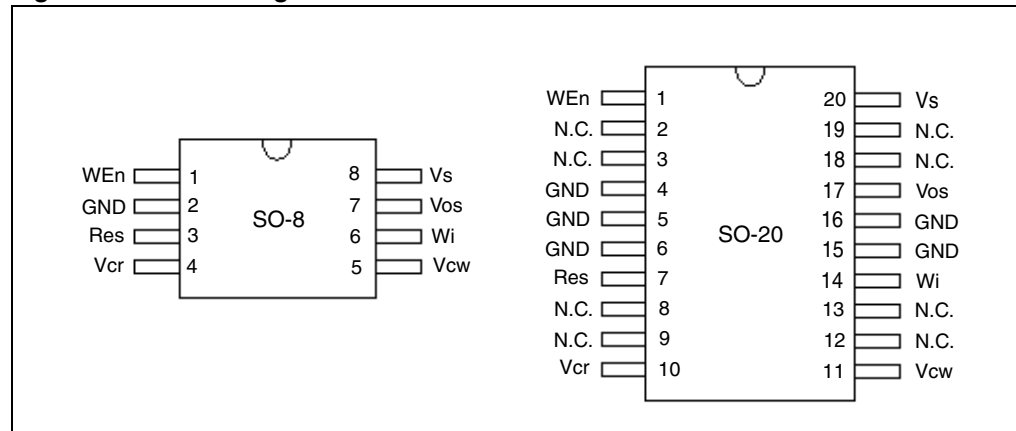 WEn 1 8 Vs
GND 2 7 Vos
Res 3 6 Wi
Vcr 4 5 Vcw
SO-8
WEn 1 20 Vs
N.C. 2 19 N.C.
N.C. 3 18 N.C.
GND 4 17 Vos
GND 5 16 GND
GND 6 15 GND
SO-20
Res 7 14 Wi
N.C. 8 13 N.C.
N.C. 9 12 N.C.
Vcr 10 11 Vcw